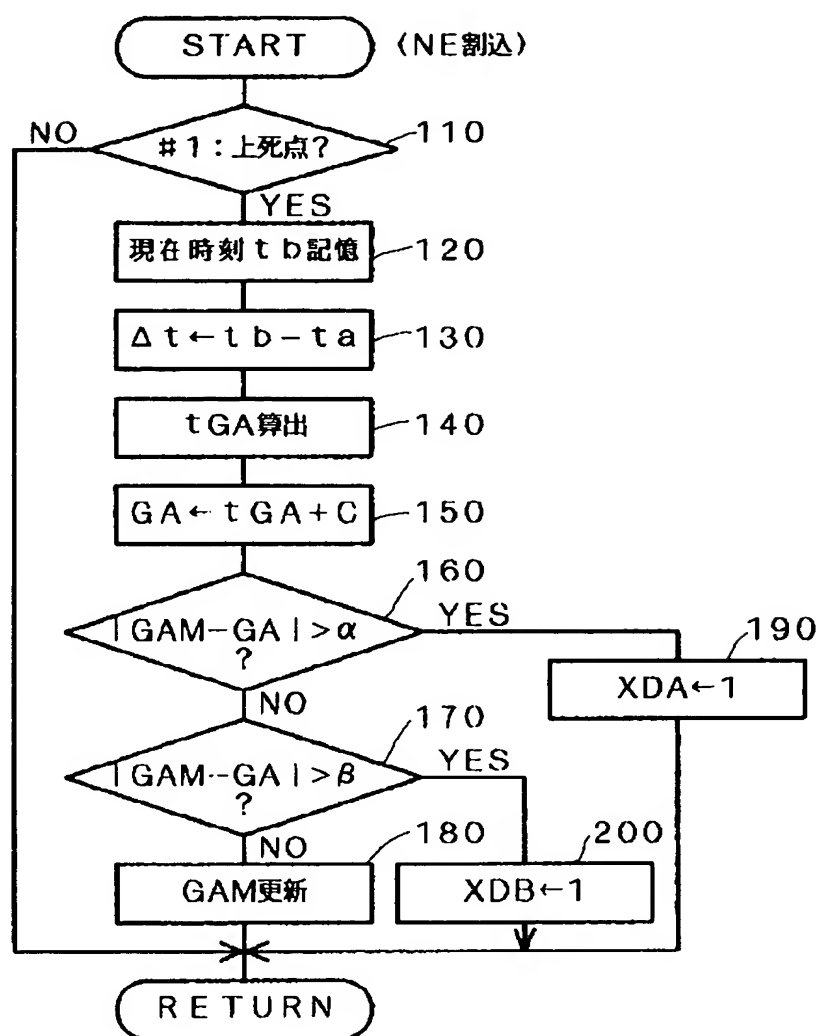 START
(NE割込)
NO
#1:上死点?
110
YES
現在時刻tb記憶
120
Δt←tb-ta
130
tGA算出
140
GA←tGA+C
150
160
|GAM-GA|>α
?
YES
190
XDA←1
NO
170
|GAM-GA|>β
?
YES
NO
180
GAM更新
200
XDB←1
RETURN